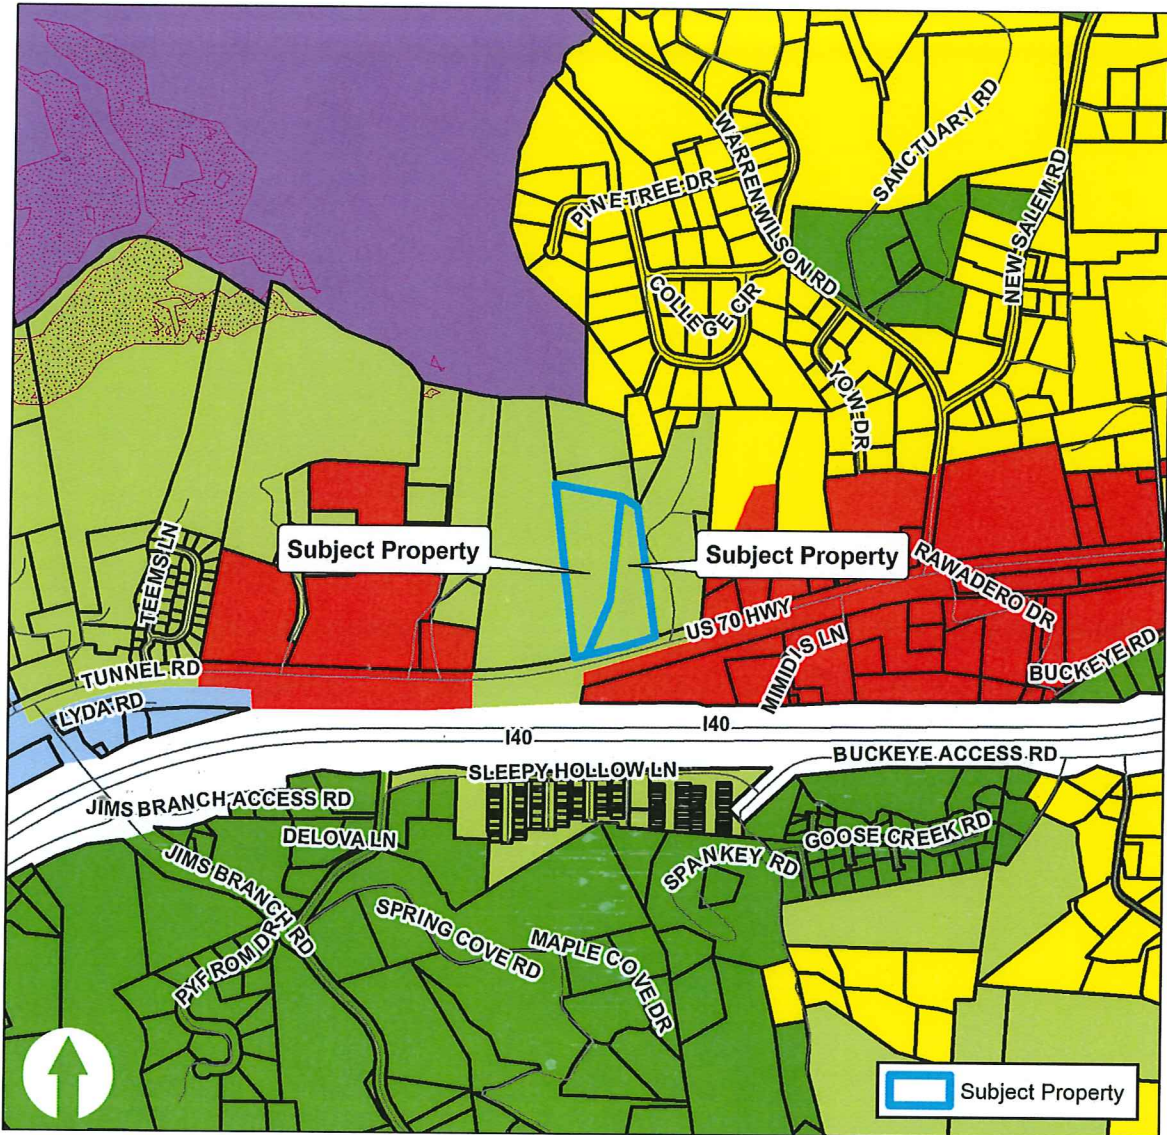 WARREN WILSON RD
SANCTUARY RD
PINETREE DR
NEW SALEM RD
COLLEGE CIR
YOW DR
TEEMS LN
Subject Property
Subject Property
RAWADERO DR
US 70 HWY
MIMIDIS LN
BUCKEYE RD
TUNNEL RD
LYDA RD
I40
I40
BUCKEYE ACCESS RD
SLEEPY HOLLOW LN
JIMS BRANCH ACCESS RD
DELOVA LN
GOOSE CREEK RD
SPANKEY RD
JIMS BRANCH RD
SPRING COVE RD
MAPLE COVE DR
PYFROM DR
Subject Property